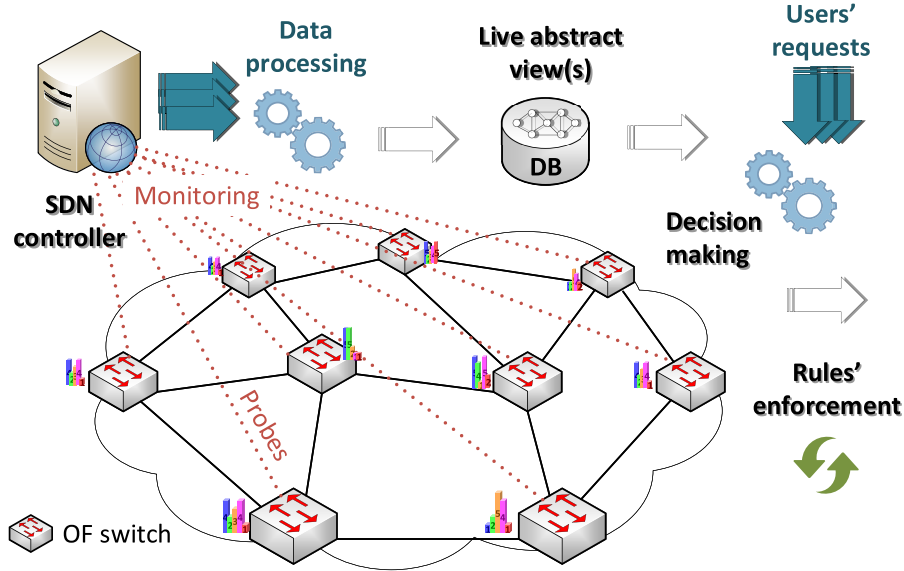 Data
processing
Live abstract
view(s)
Users’
requests
DB
SDN
controller
Monitoring
Decision
making
Probes
Rules’
enforcement
OF switch